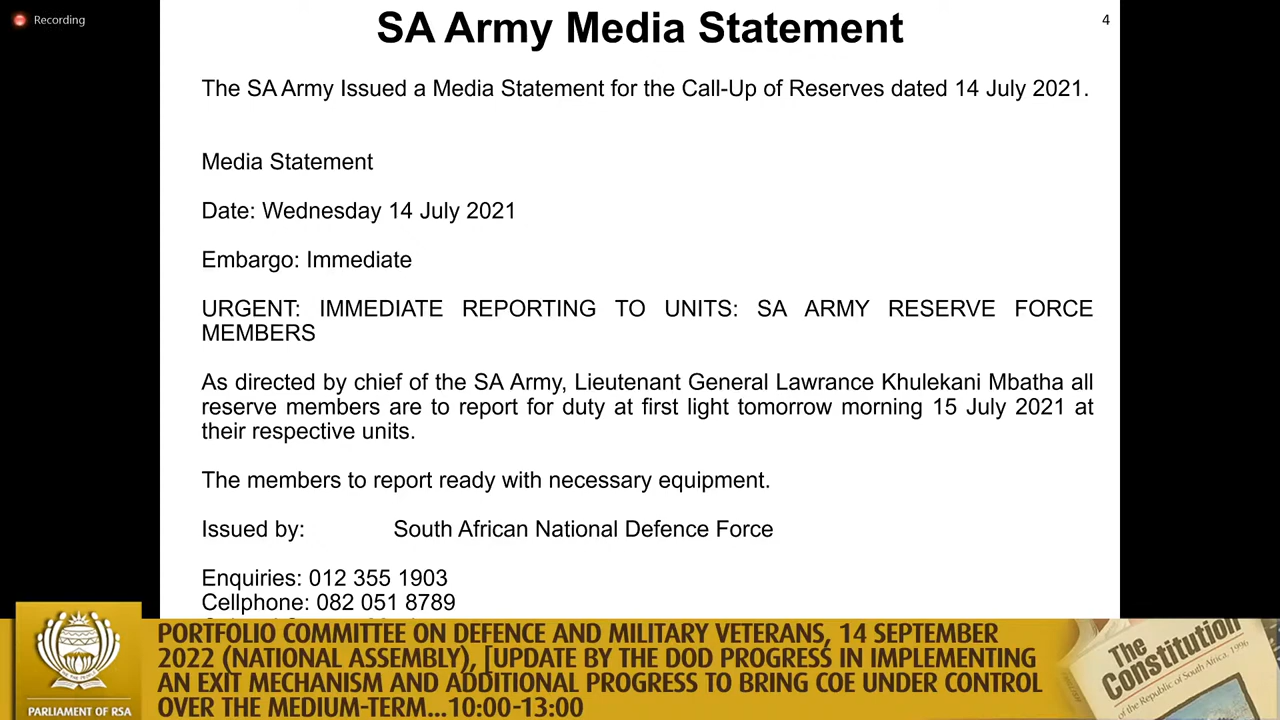 Recording
SA Army Media Statement
4
The SA Army Issued a Media Statement for the Call-Up of Reserves dated 14 July 2021.
Media Statement
Date: Wednesday 14 July 2021
Embargo: Immediate
URGENT: IMMEDIATE REPORTING TO UNITS: SA ARMY RESERVE FORCE
MEMBERS
As directed by chief of the SA Army, Lieutenant General Lawrance Khulekani Mbatha all
reserve members are to report for duty at first light tomorrow morning 15 July 2021 at
their respective units.
The members to report ready with necessary equipment.
Issued by: South African National Defence Force
Enquiries: 012 355 1903
Cellphone: 082 051 8789
PORTFOLIO COMMITTEE ON DEFENCE AND MILITARY VETERANS, 14 SEPTEMBER
2022 (NATIONAL ASSEMBLY), [UPDATE BY THE DOD PROGRESS IN IMPLEMENTING
AN EXIT MECHANISM AND ADDITIONAL PROGRESS TO BRING COE UNDER CONTROL
OVER THE MEDIUM-TERM...10:00-13:00
PARLIAMENT OF RSA
The
Constitution
of the Republic of South Africa, 1996